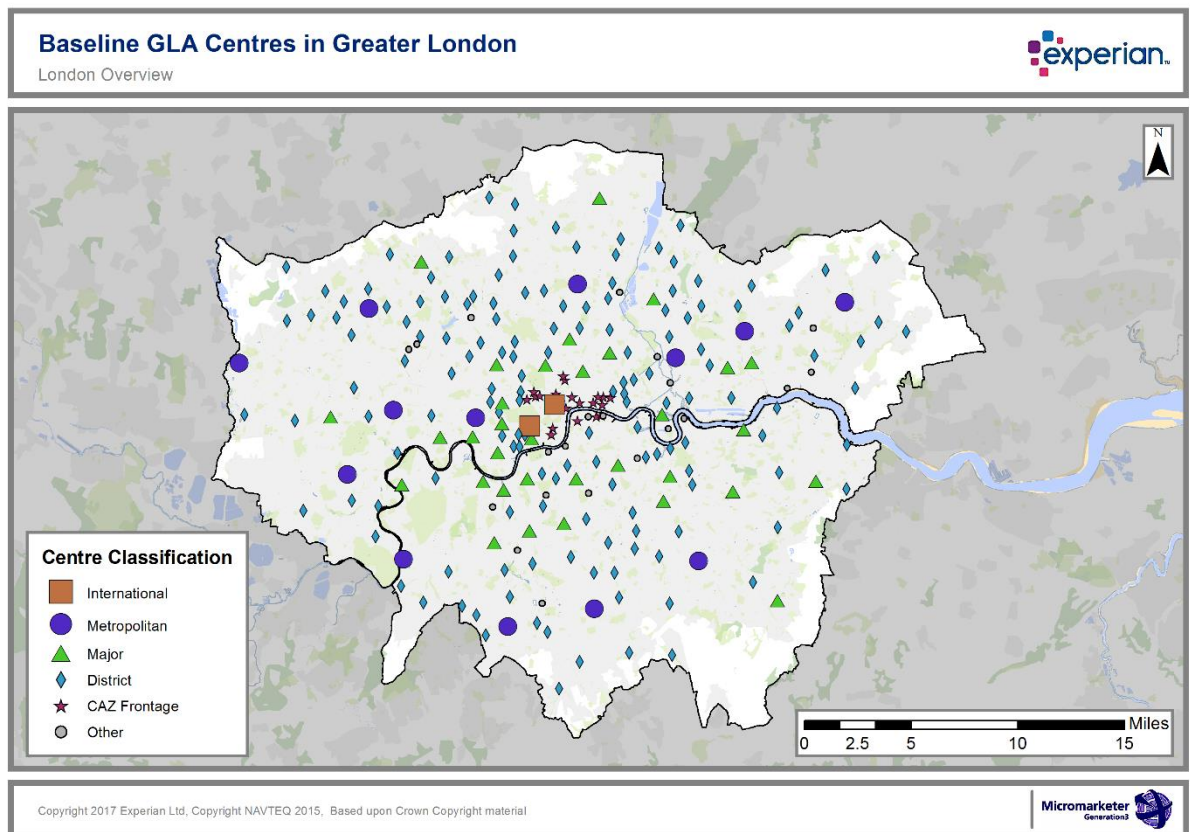 Baseline GLA Centres in Greater London
London Overview
experian™
N
Centre Classification
International
Metropolitan
Major
District
CAZ Frontage
Other
Miles
0 2.5 5 10 15
Copyright 2017 Experian Ltd, Copyright NAVTEQ 2015, Based upon Crown Copyright material
Micromarketer
Generation3